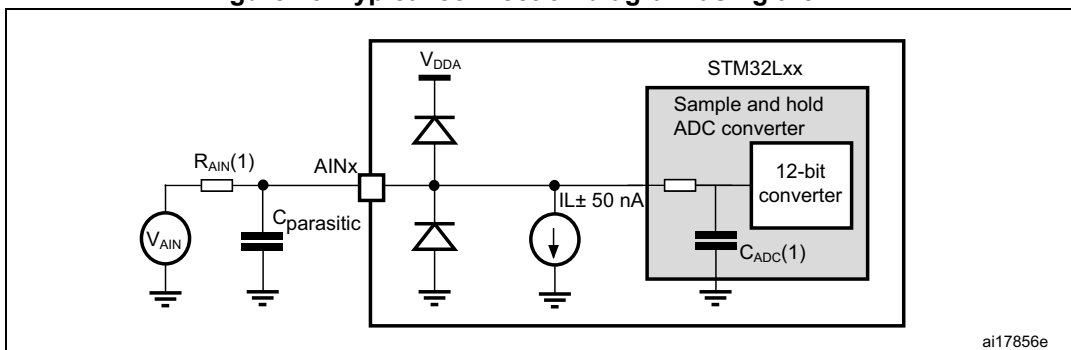 VDDA
STM32Lxx
Sample and hold
ADC converter
RAIN(1)
AINx
12-bit
converter
IL± 50 nA
Cparasitic
VAIN
CADC(1)
ai17856e